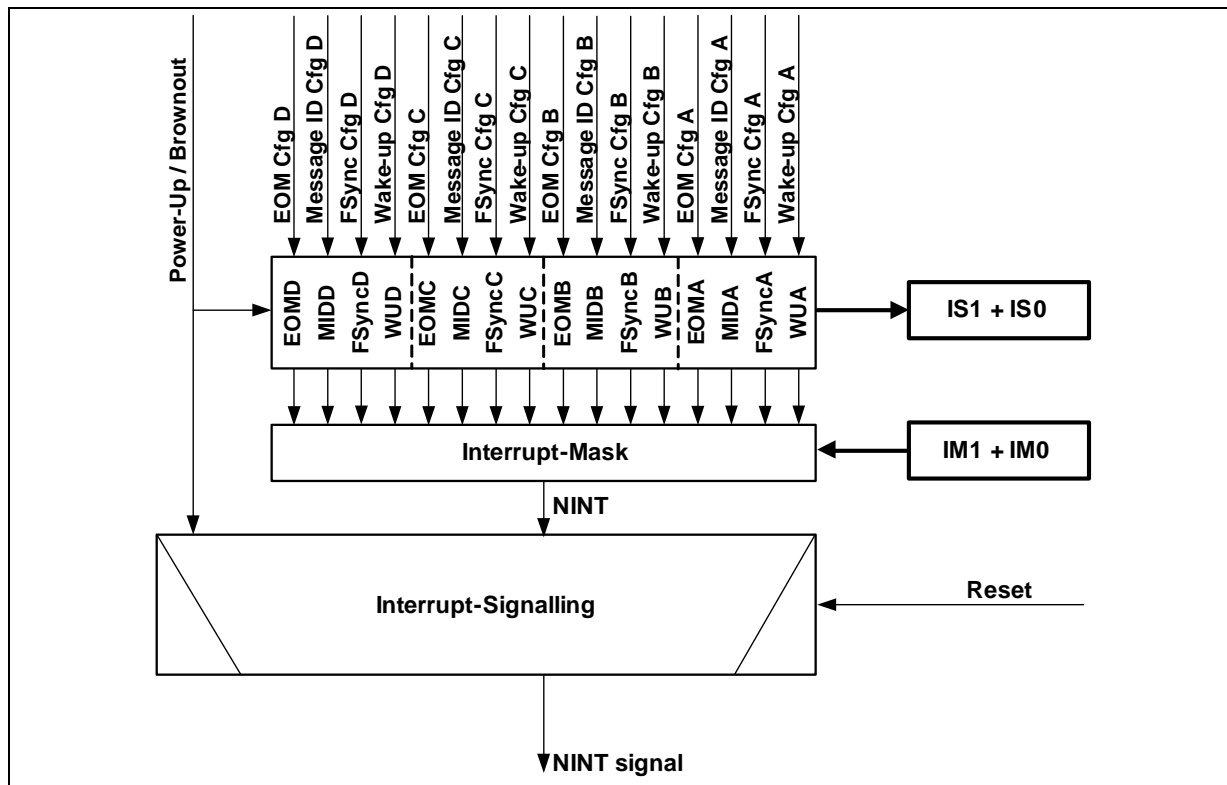 Power-Up / Brownout
EOM Cfg D
Message ID Cfg D
FSync Cfg D
Wake-up Cfg D
EOM Cfg C
Message ID Cfg C
FSync Cfg C
Wake-up Cfg C
EOM Cfg B
Message ID Cfg B
FSync Cfg B
Wake-up Cfg B
EOM Cfg A
Message ID Cfg A
FSync Cfg A
Wake-up Cfg A
EOMD
MIDD
FSyncD
WUD
EOMC
MIDC
FSyncC
WUC
EOMB
MIDB
FSyncB
WUB
EOMA
MIDA
FSyncA
WUA
IS1 + IS0
Interrupt-Mask
IM1 + IM0
NINT
Interrupt-Signalling
Reset
NINT signal